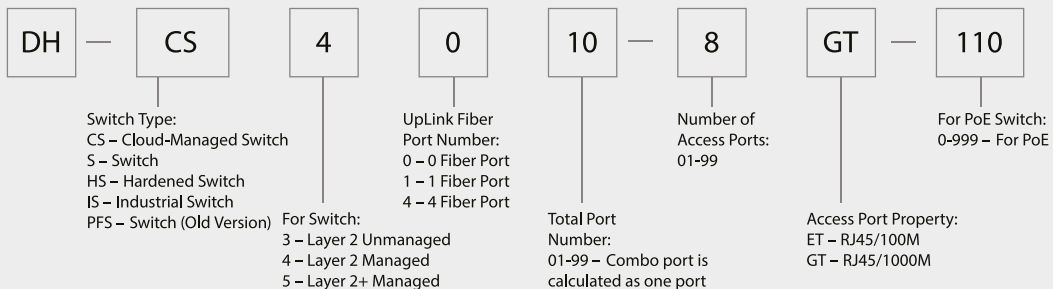 DH — CS 4 0 10 — 8 GT — 110
Switch Type:
CS – Cloud-Managed Switch
S – Switch
HS – Hardened Switch
IS – Industrial Switch
PFS – Switch (Old Version)
For Switch:
3 – Layer 2 Unmanaged
4 – Layer 2 Managed
5 – Layer 2+ Managed
UpLink Fiber
Port Number:
0 – 0 Fiber Port
1 – 1 Fiber Port
4 – 4 Fiber Port
Total Port
Number:
01-99 – Combo port is
calculated as one port
Number of
Access Ports:
01-99
Access Port Property:
ET – RJ45/100M
GT – RJ45/1000M
For PoE Switch:
0-999 – For PoE